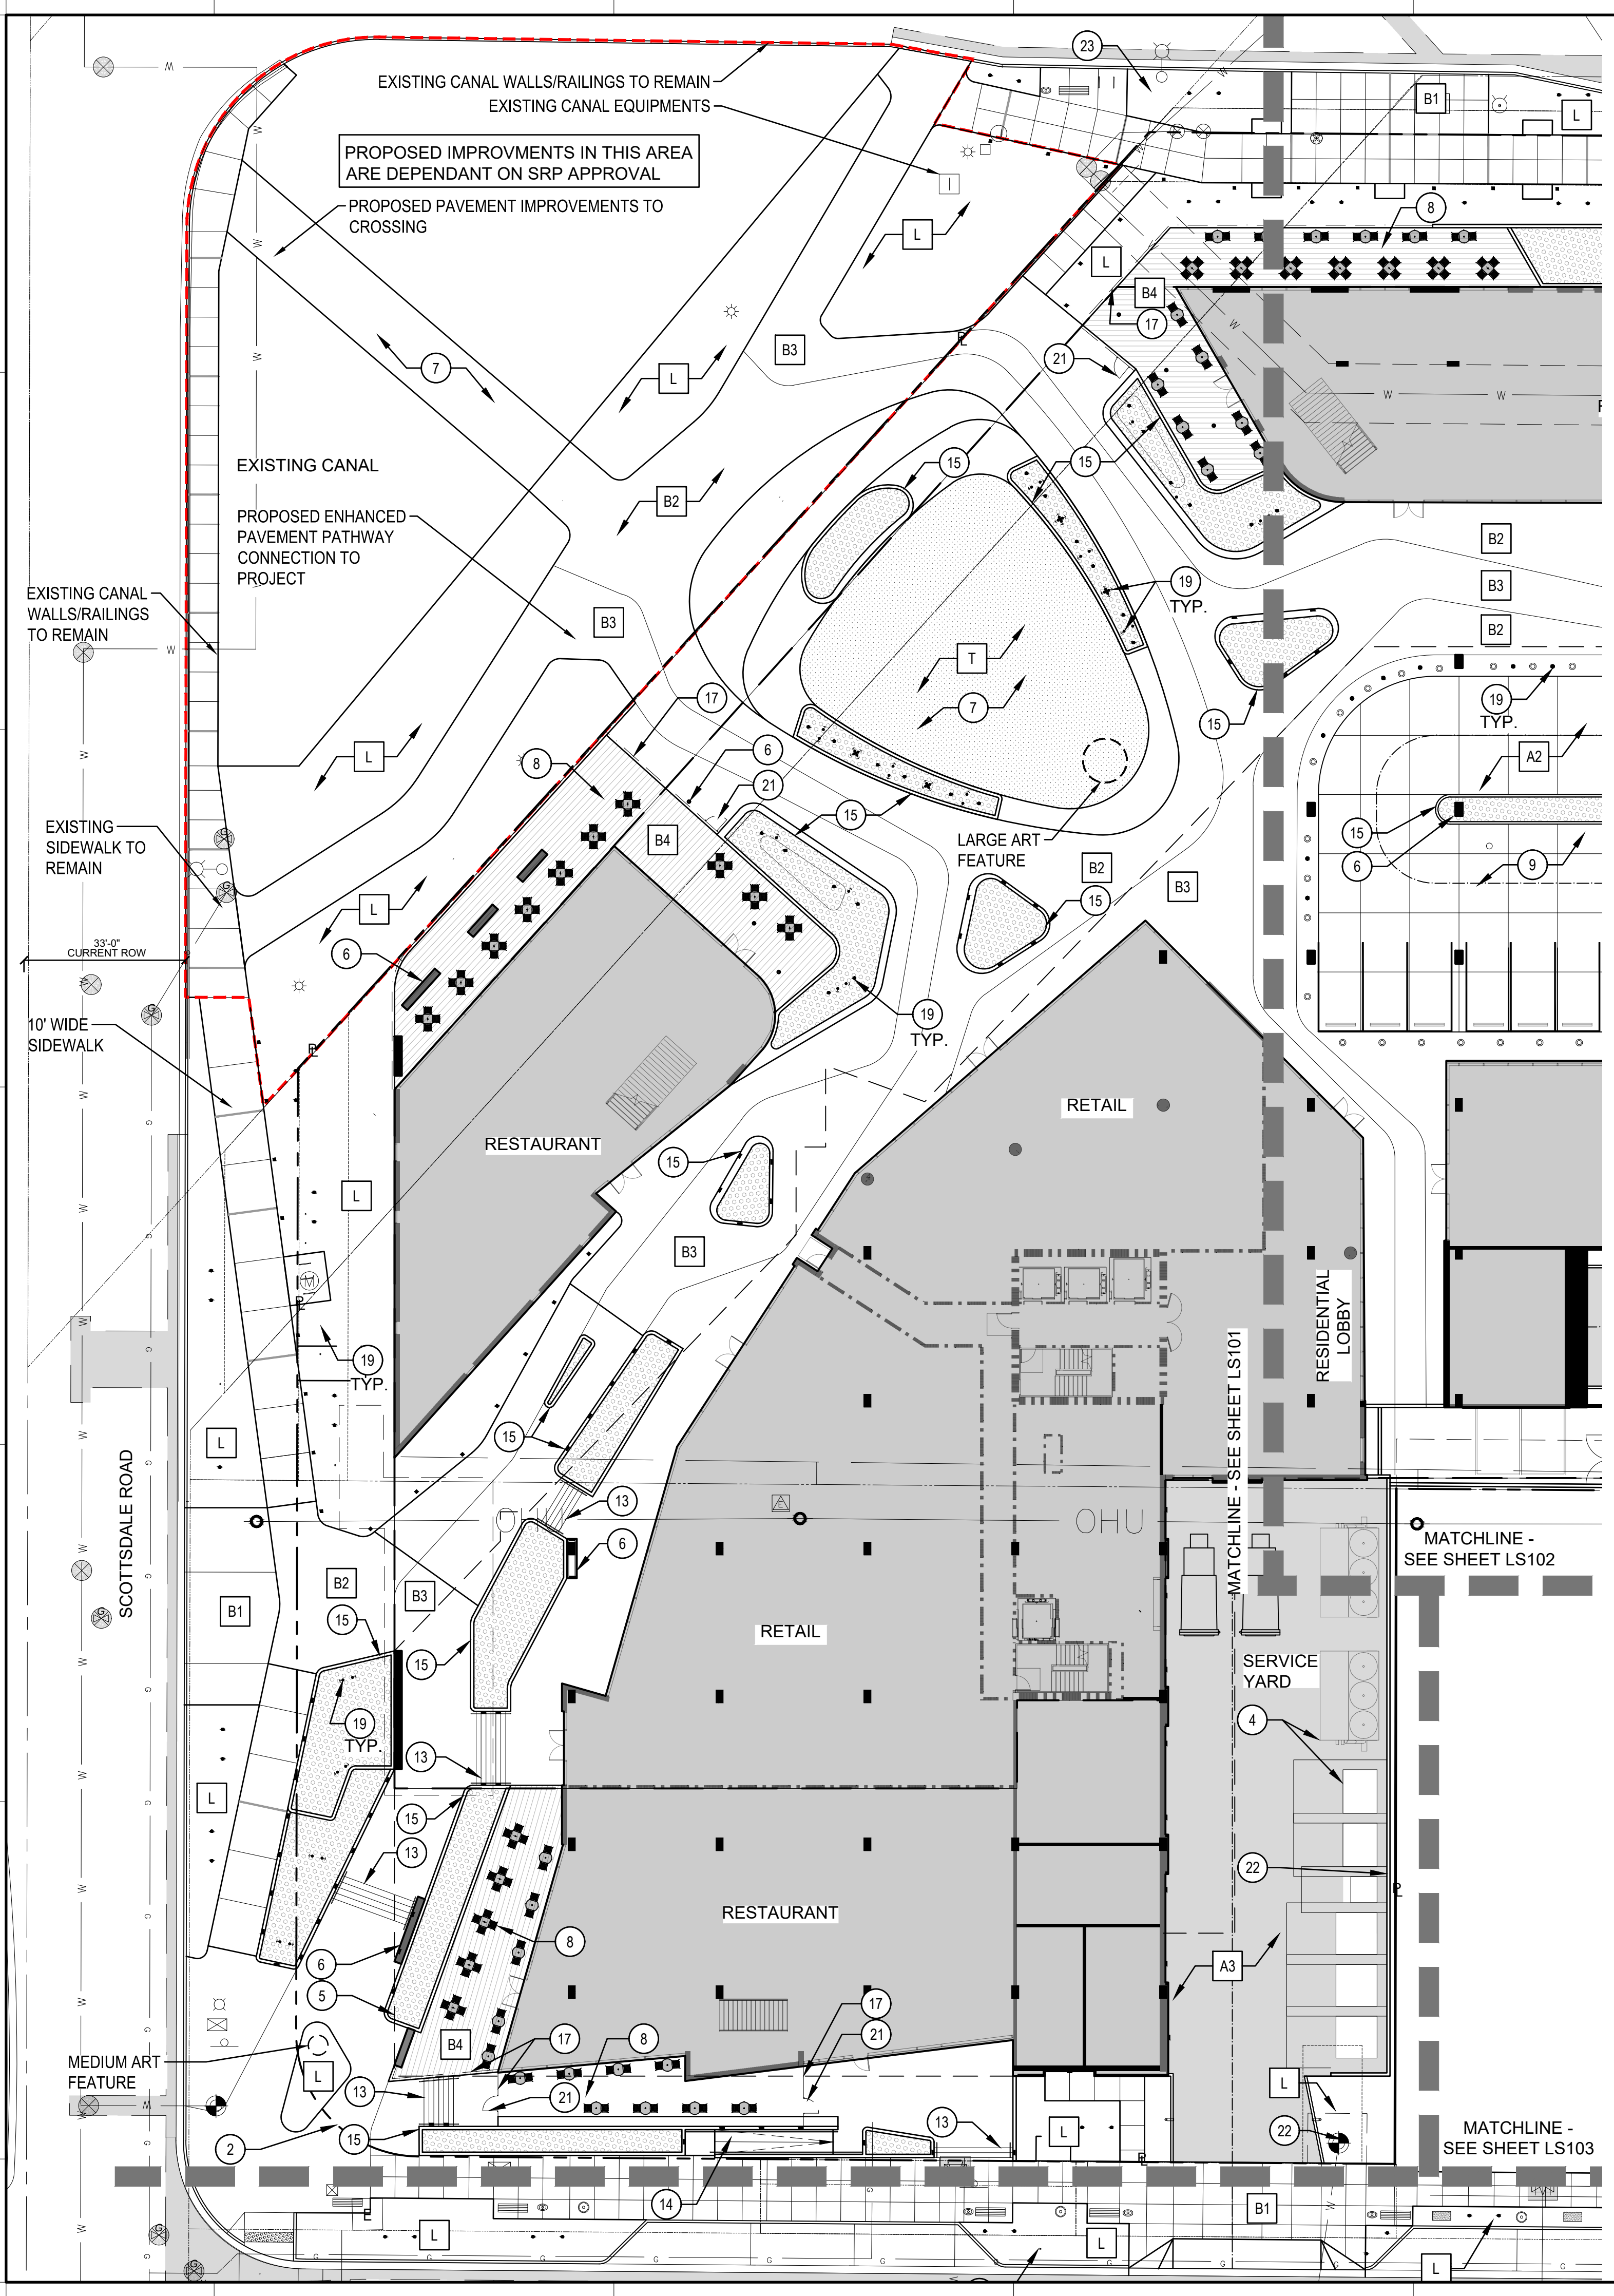 23
EXISTING CANAL WALLS/RAILINGS TO REMAIN
EXISTING CANAL EQUIPMENTS
B1
L
PROPOSED IMPROVMENTS IN THIS AREA
ARE DEPENDANT ON SRP APPROVAL
PROPOSED PAVEMENT IMPROVEMENTS TO
CROSSING
8
L
L
B4
17
B3
21
7
L
EXISTING CANAL
15
15
B2
PROPOSED ENHANCED
PAVEMENT PATHWAY
CONNECTION TO
PROJECT
B2
B3
B2
19
TYP.
EXISTING CANAL
WALLS/RAILINGS
TO REMAIN
B3
T
17
7
19
TYP.
15
6
8
L
A2
21
15
B4
LARGE ART
FEATURE
15
6
9
EXISTING
SIDEWALK TO
REMAIN
B2
B3
15
L
33'-0"
CURRENT ROW
6
19
TYP.
10' WIDE
SIDEWALK
PL
RETAIL
RESTAURANT
15
L
B3
M
PL
RESIDENTIAL
LOBBY
19
TYP.
MATCHLINE - SEE SHEET LS101
15
L
SCOTTSDALE ROAD
13
E
OHU
6
MATCHLINE -
SEE SHEET LS102
B2
B3
B1
15
RETAIL
15
SERVICE
YARD
19
TYP.
4
13
L
15
13
22
PL
RESTAURANT
8
6
A3
5
17
17
8
21
B4
MEDIUM ART
FEATURE
L
13
21
L
13
2
15
L
22
MATCHLINE -
SEE SHEET LS103
14
B1
L
L
L